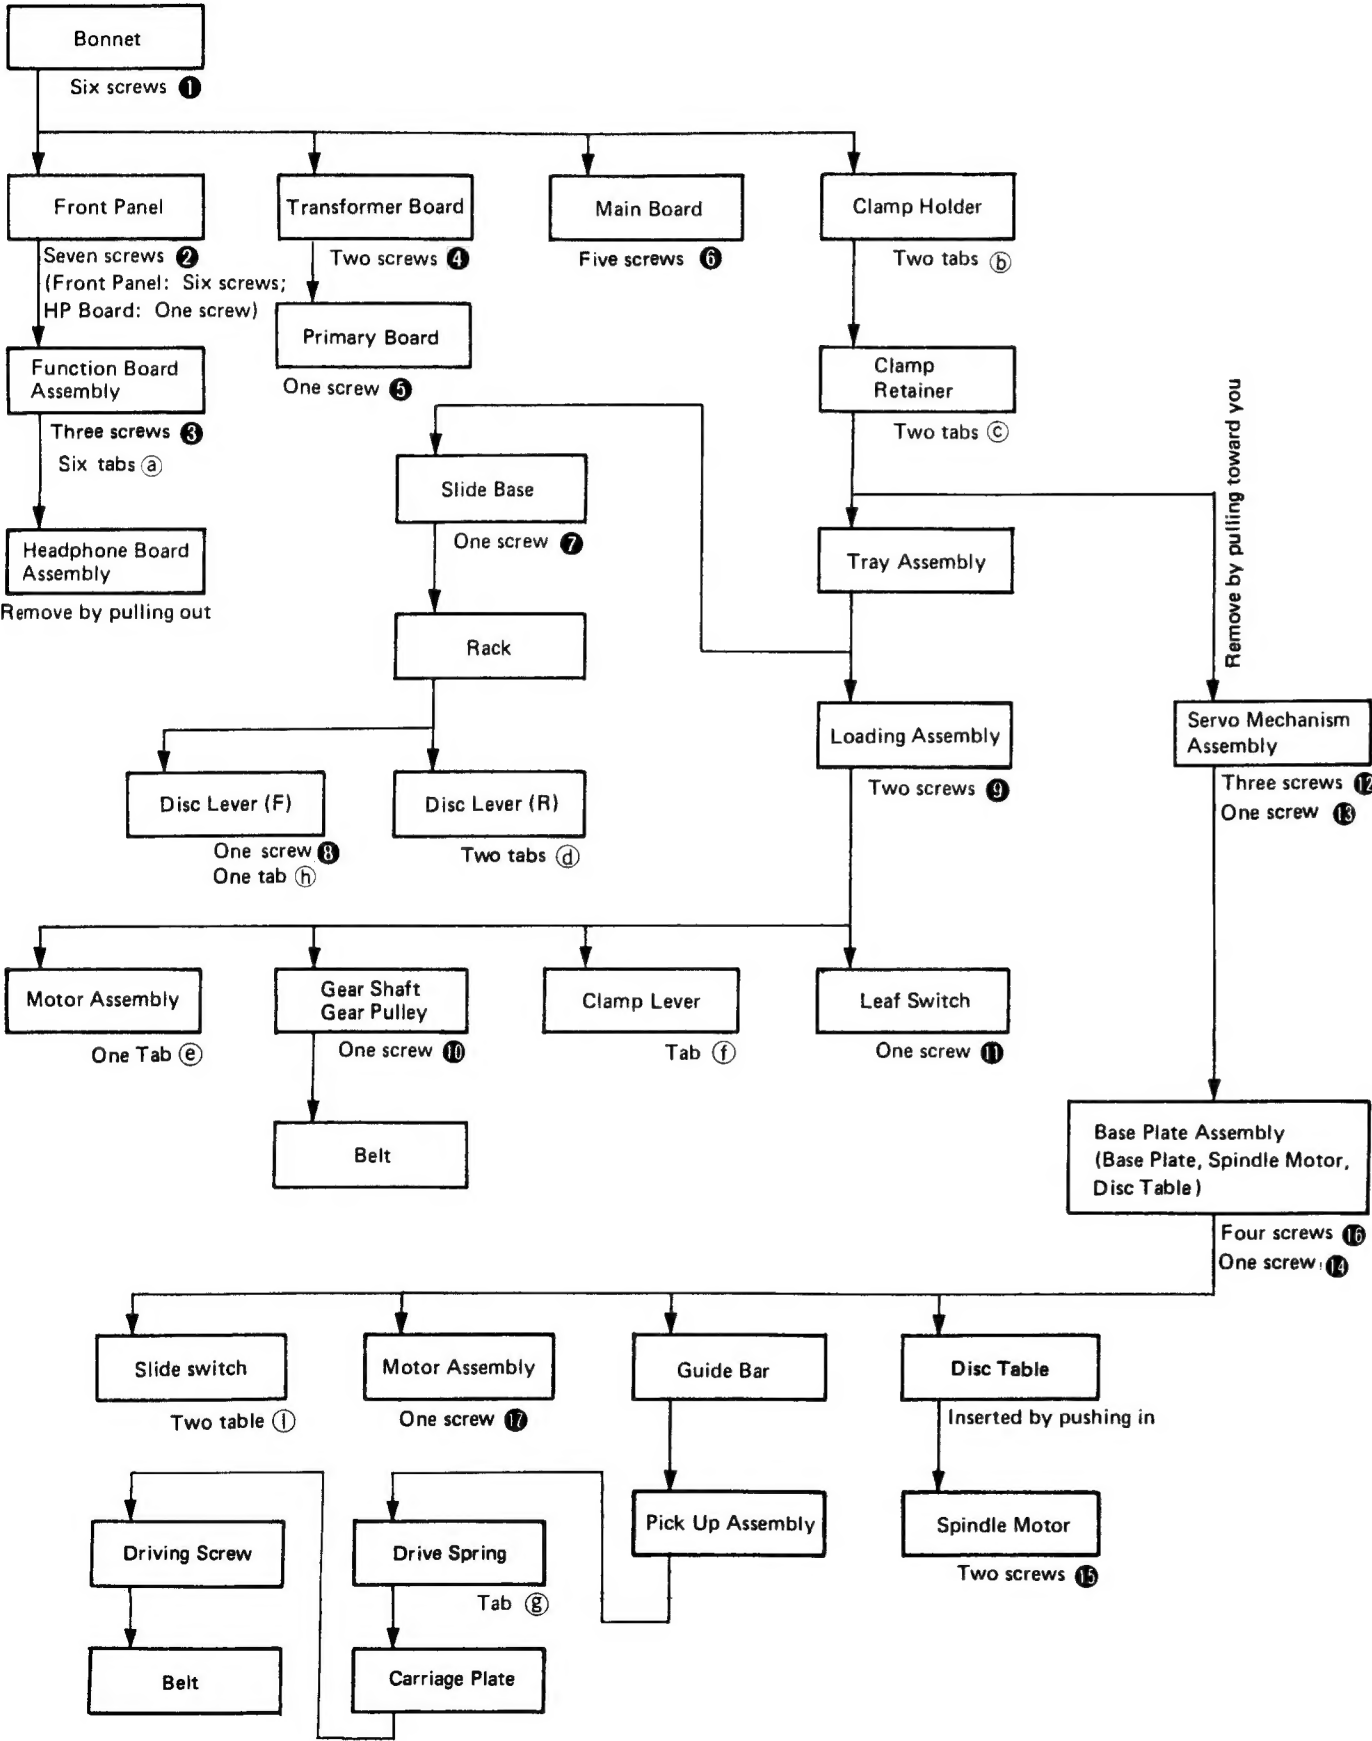 Bonnet
Six screws ❶
Front Panel
Transformer Board
Main Board
Clamp Holder
Seven screws ❷
(Front Panel: Six screws;
HP Board: One screw)
Two screws ❹
Five screws ❻
Two tabs ⓑ
Primary Board
One screw ❺
Function Board
Assembly
Clamp
Retainer
Three screws ❸
Six tabs ⓐ
Two tabs ⓒ
Remove by pulling toward you
Slide Base
One screw ❼
Headphone Board
Assembly
Remove by pulling out
Tray Assembly
Rack
Loading Assembly
Two screws ❾
Servo Mechanism
Assembly
Three screws ⓬
One screw ⓭
Disc Lever (F)
One screw ❽
One tab ⓗ
Disc Lever (R)
Two tabs ⓓ
Motor Assembly
One Tab ⓔ
Gear Shaft
Gear Pulley
One screw ❿
Clamp Lever
Tab ⓕ
Leaf Switch
One screw ⓫
Belt
Base Plate Assembly
(Base Plate, Spindle Motor,
Disc Table)
Four screws ⓰
One screw ⓮
Slide switch
Two table ⓘ
Motor Assembly
One screw ⓱
Guide Bar
Disc Table
Inserted by pushing in
Driving Screw
Drive Spring
Tab ⓖ
Pick Up Assembly
Spindle Motor
Two screws ⓯
Belt
Carriage Plate